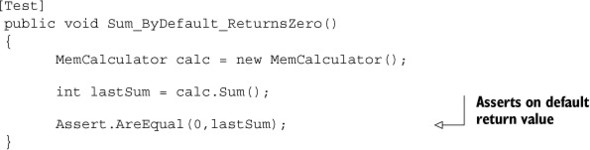 [Test]
public void Sum_ByDefault_ReturnsZero()
{
MemCalculator calc = new MemCalculator();
int lastSum = calc.Sum();
Assert.AreEqual(0,lastSum);
Asserts on default
return value
}